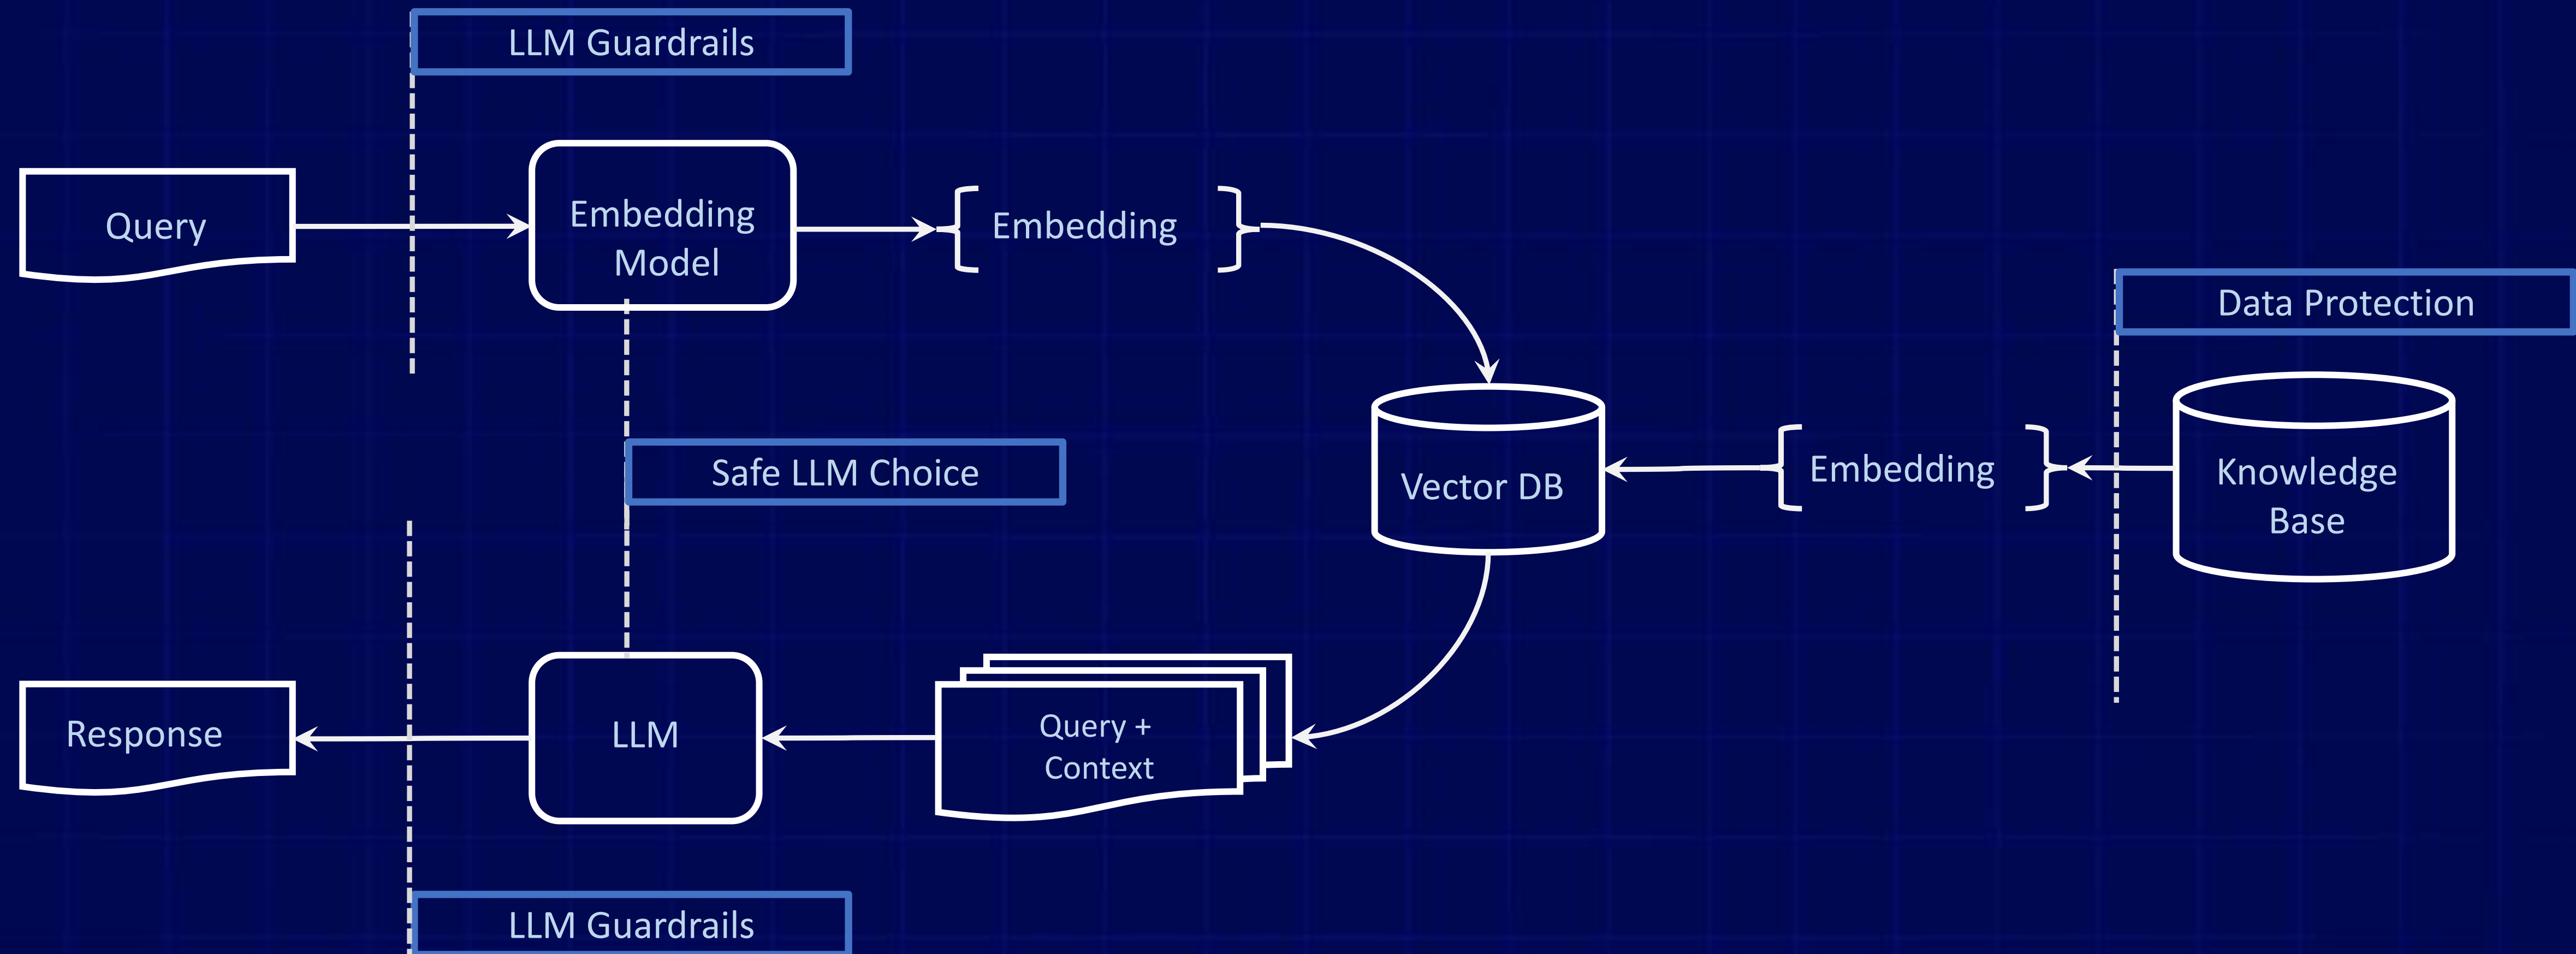 LLM Guardrails
Query
Embedding
Model
Embedding
Data Protection
Safe LLM Choice
Vector DB
Embedding
Knowledge
Base
Response
LLM
Query +
Context
LLM Guardrails